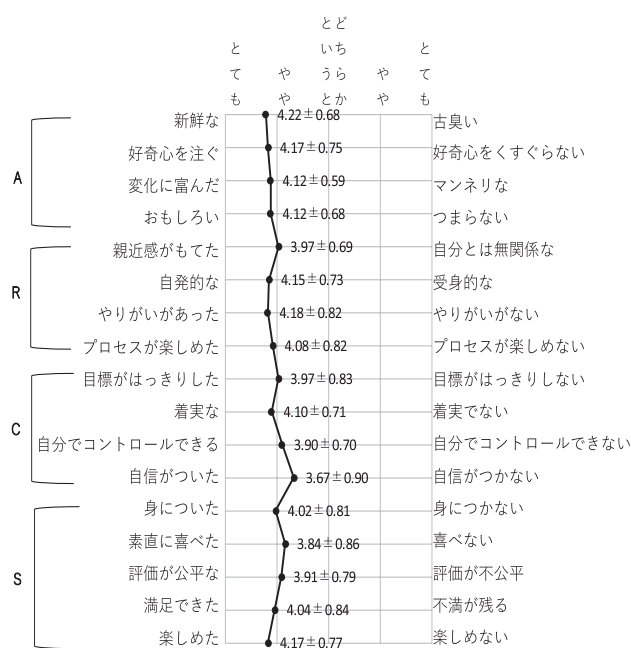 とても
やや
どちらか
というと
やや
とても
新鮮な 4.22±0.68 古臭い
好奇心を注ぐ 4.17±0.75 好奇心をくすぐらない
A
変化に富んだ 4.12±0.59 マンネリな
おもしろい 4.12±0.68 つまらない
親近感がもてた 3.97±0.69 自分とは無関係な
R
自発的な 4.15±0.73 受身的な
やりがいがあった 4.18±0.82 やりがいがない
プロセスが楽しめた 4.08±0.82 プロセスが楽しめない
目標がはっきりした 3.97±0.83 目標がはっきりしない
着実な 4.10±0.71 着実でない
C
自分でコントロールできる 3.90±0.70 自分でコントロールできない
自信がついた 3.67±0.90 自信がつかない
身についた 4.02±0.81 身につかない
素直に喜べた 3.84±0.86 喜べない
S
評価が公平な 3.91±0.79 評価が不公平
満足できた 4.04±0.84 不満が残る
楽しめた 4.17±0.77 楽しめない